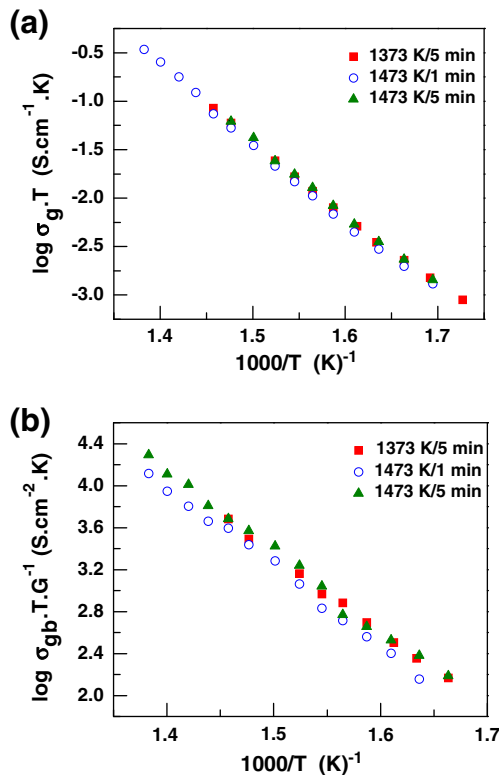 (a)
log σg.T (S.cm⁻¹.K)
-0.5
-1.0
-1.5
-2.0
-2.5
-3.0
1373 K/5 min
1473 K/1 min
1473 K/5 min
1.4 1.5 1.6 1.7
1000/T (K)⁻¹
(b)
log σgb.T.G⁻¹ (S.cm⁻².K)
4.4
4.0
3.6
3.2
2.8
2.4
2.0
1373 K/5 min
1473 K/1 min
1473 K/5 min
1.4 1.5 1.6 1.7
1000/T (K)⁻¹